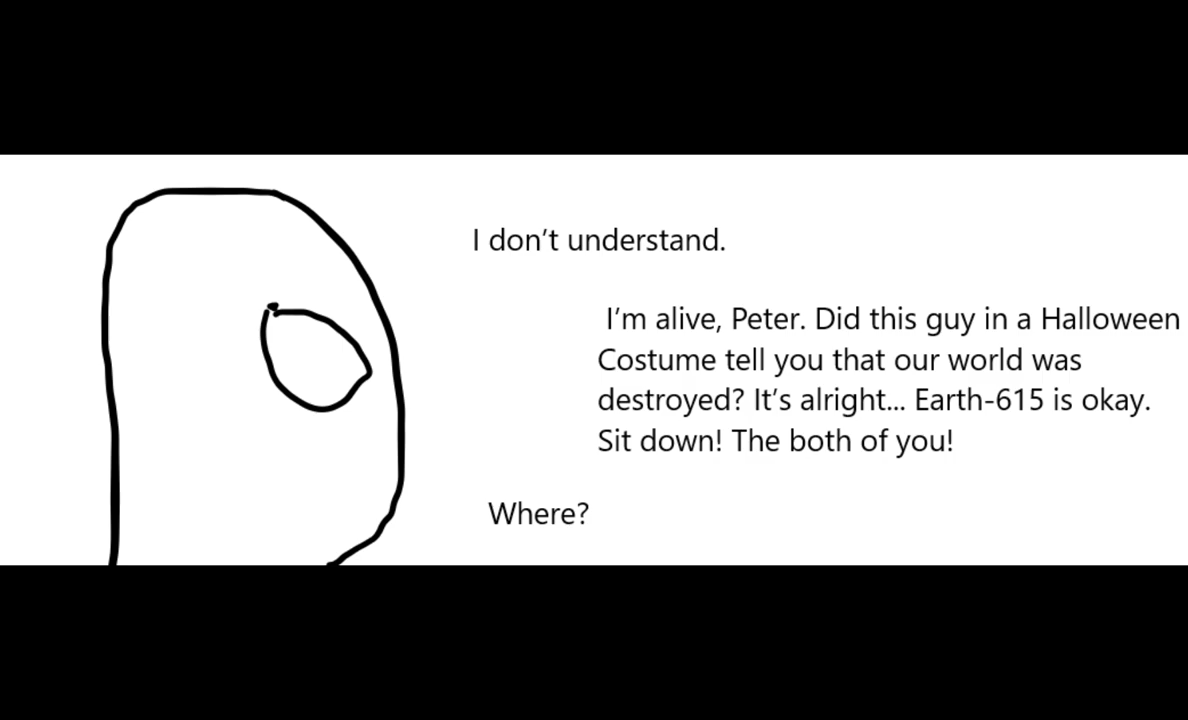 I don’t understand.
I’m alive, Peter. Did this guy in a Halloween
Costume tell you that our world was
destroyed? It’s alright... Earth-615 is okay.
Sit down! The both of you!
Where?